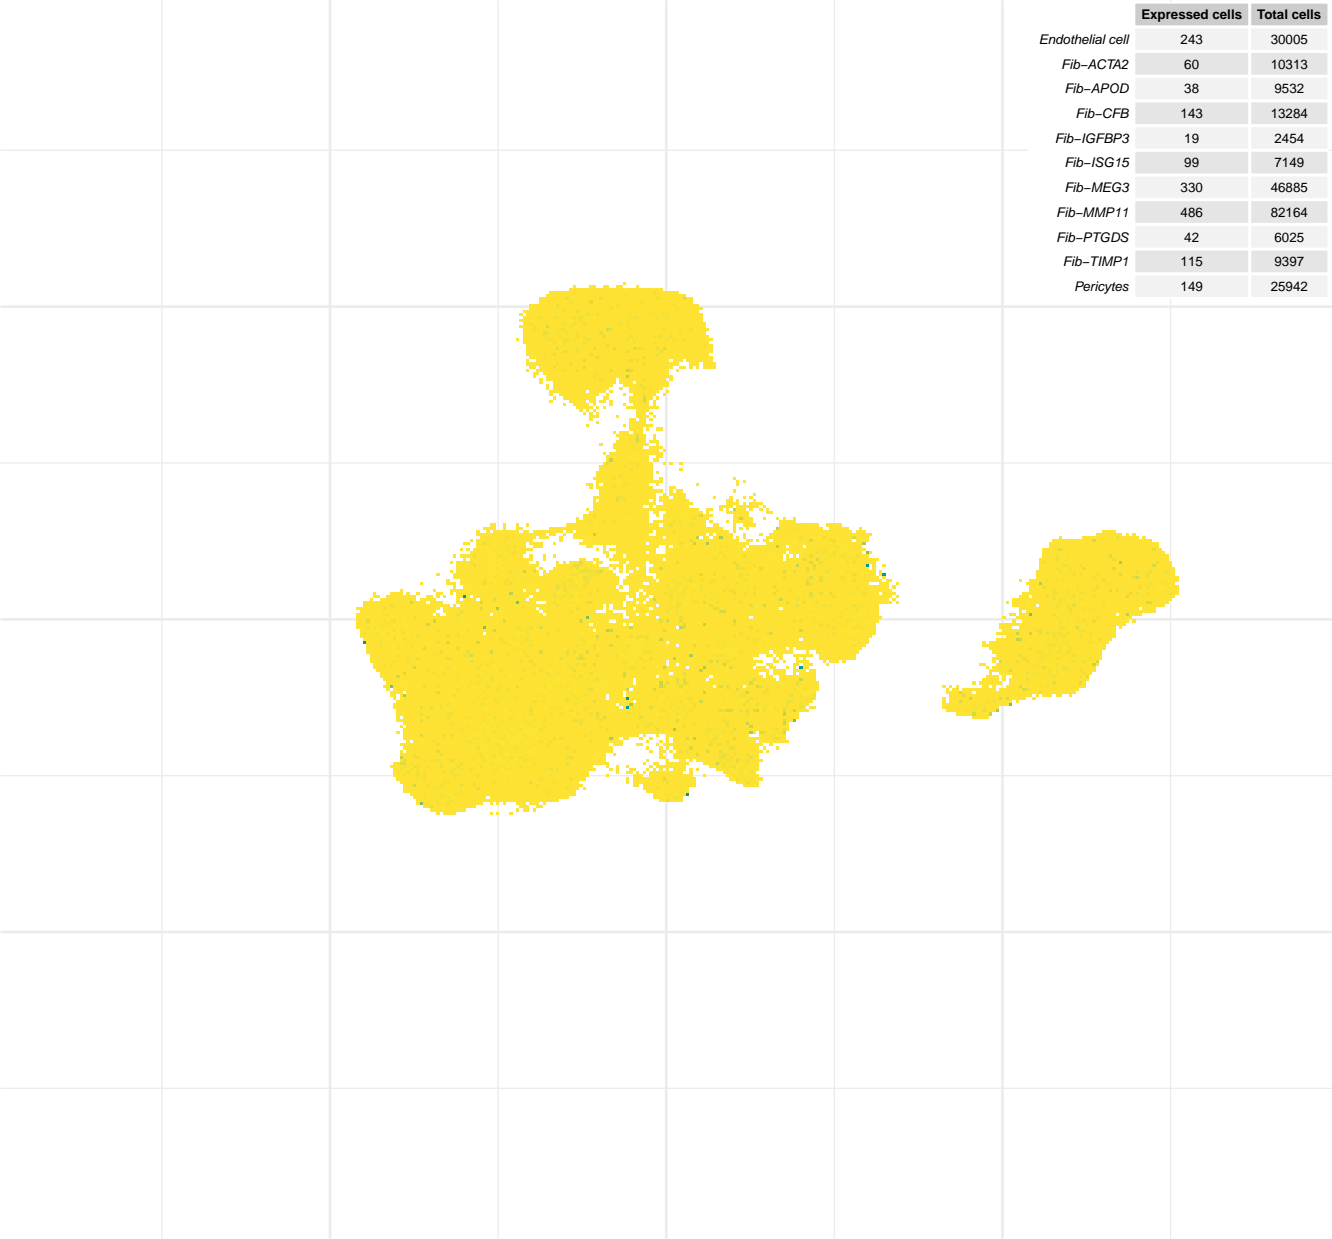 Expressed cells Total cells
Endothelial cell 243 30005
Fib−ACTA2 60 10313
Fib−APOD 38 9532
Fib−CFB 143 13284
Fib−IGFBP3 19 2454
Fib−ISG15 99 7149
Fib−MEG3 330 46885
Fib−MMP11 486 82164
Fib−PTGDS 42 6025
Fib−TIMP1 115 9397
Pericytes 149 25942